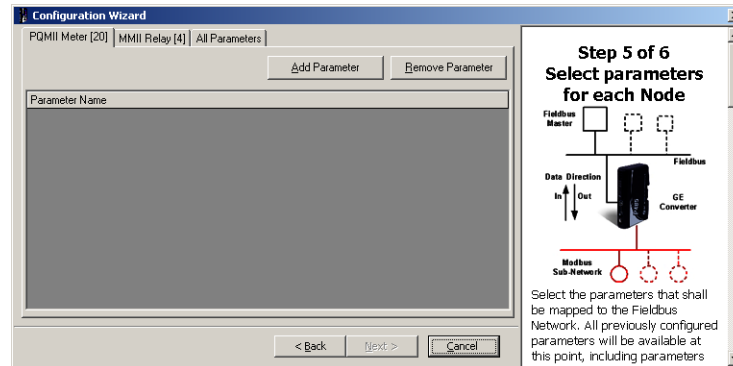 Configuration Wizard
PQMII Meter [20]
MMII Relay [4]
All Parameters
Add Parameter
Remove Parameter
Parameter Name
< Back
Next >
Cancel
Step 5 of 6
Select parameters
for each Node
Fieldbus
Master
Fieldbus
Data Direction
In
Out
GE
Converter
Modbus
Sub-Network
Select the parameters that shall
be mapped to the Fieldbus
Network. All previously configured
parameters will be available at
this point, including parameters